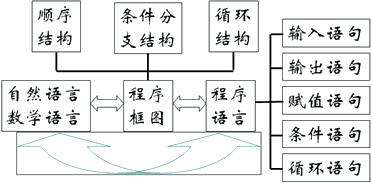 顺序
结构
条件分
支结构
循环
结构
自然语言
数学语言
程序
框图
程序
语言
输入语句
输出语句
赋值语句
条件语句
循环语句